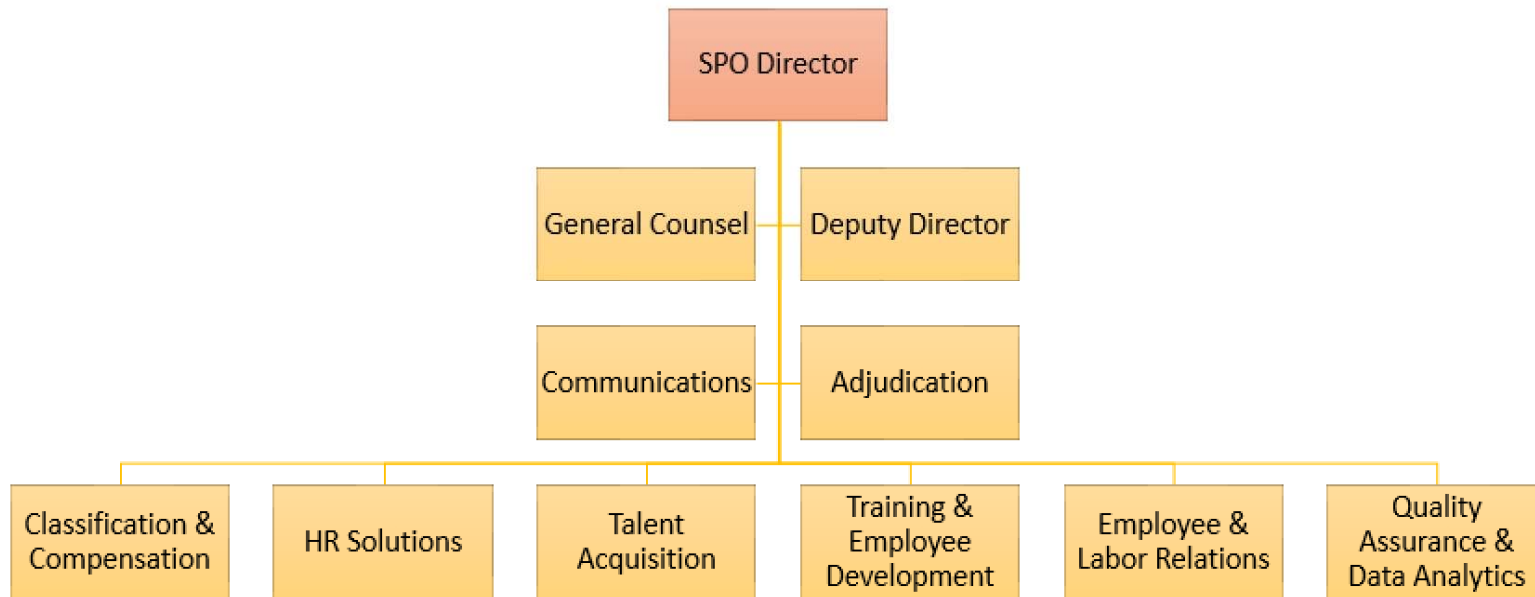 SPO Director
General Counsel
Deputy Director
Communications
Adjudication
Classification &
Compensation
HR Solutions
Talent
Acquisition
Training &
Employee
Development
Employee &
Labor Relations
Quality
Assurance &
Data Analytics